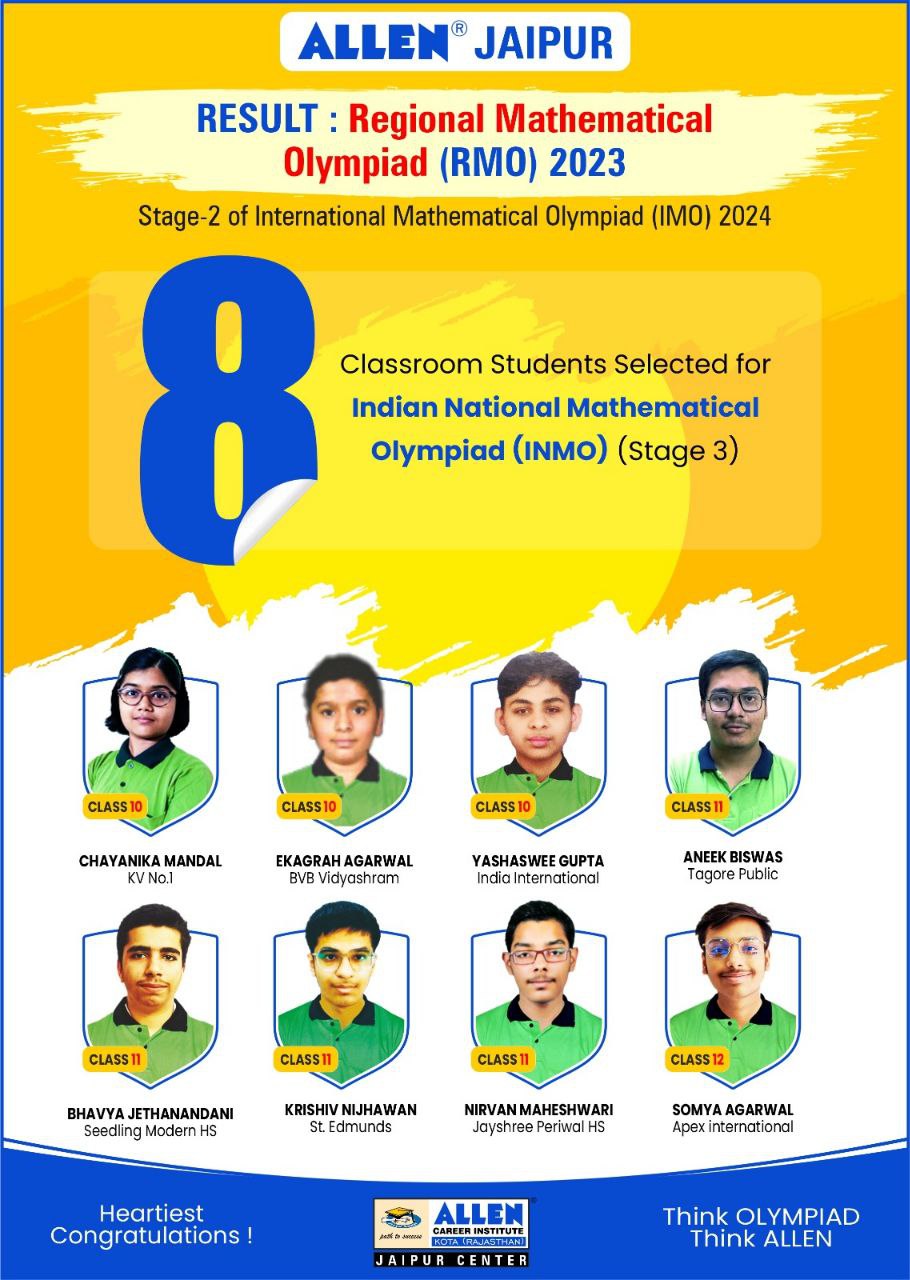 ALLEN® JAIPUR
RESULT : Regional Mathematical
Olympiad (RMO) 2023
Stage-2 of International Mathematical Olympiad (IMO) 2024
8
Classroom Students Selected for
Indian National Mathematical
Olympiad (INMO) (Stage 3)
CLASS 10
CHAYANIKA MANDAL
KV No.1
CLASS 10
EKAGRAH AGARWAL
BVB Vidyashram
CLASS 10
YASHASWEE GUPTA
India International
CLASS 11
ANEEK BISWAS
Tagore Public
CLASS 11
BHAVYA JETHANANDANI
Seedling Modern HS
CLASS 11
KRISHIV NIJHAWAN
St. Edmunds
CLASS 11
NIRVAN MAHESHWARI
Jayshree Periwal HS
CLASS 12
SOMYA AGARWAL
Apex international
Heartiest
Congratulations !
path to success
ALLEN®
CAREER INSTITUTE
KOTA (RAJASTHAN)
JAIPUR CENTER
Think OLYMPIAD
Think ALLEN